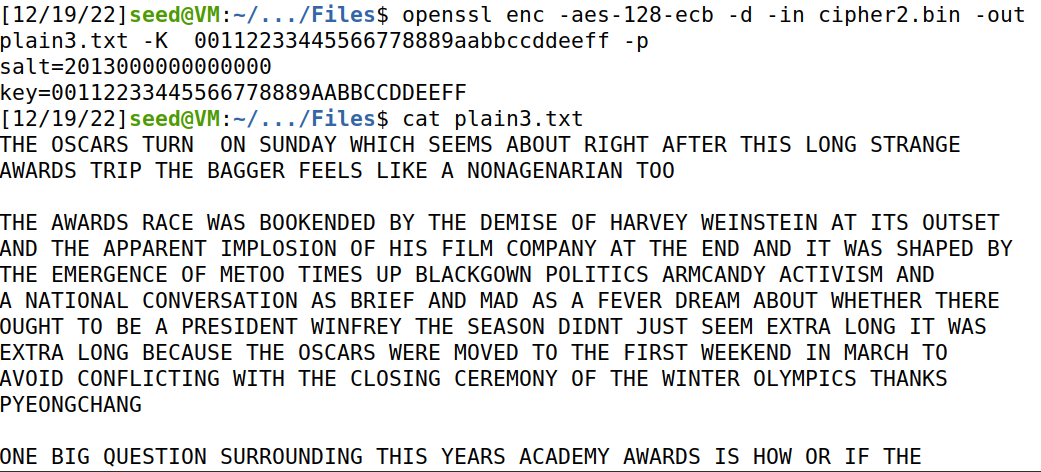 [12/19/22]seed@VM:~/.../Files$ openssl enc -aes-128-ecb -d -in cipher2.bin -out
plain3.txt -K  00112233445566778889aabbccddeeff -p
salt=2013000000000000
key=00112233445566778889AABBCCDDEEFF
[12/19/22]seed@VM:~/.../Files$ cat plain3.txt
THE OSCARS TURN  ON SUNDAY WHICH SEEMS ABOUT RIGHT AFTER THIS LONG STRANGE
AWARDS TRIP THE BAGGER FEELS LIKE A NONAGENARIAN TOO

THE AWARDS RACE WAS BOOKENDED BY THE DEMISE OF HARVEY WEINSTEIN AT ITS OUTSET
AND THE APPARENT IMPLOSION OF HIS FILM COMPANY AT THE END AND IT WAS SHAPED BY
THE EMERGENCE OF METOO TIMES UP BLACKGOWN POLITICS ARMCANDY ACTIVISM AND
A NATIONAL CONVERSATION AS BRIEF AND MAD AS A FEVER DREAM ABOUT WHETHER THERE
OUGHT TO BE A PRESIDENT WINFREY THE SEASON DIDNT JUST SEEM EXTRA LONG IT WAS
EXTRA LONG BECAUSE THE OSCARS WERE MOVED TO THE FIRST WEEKEND IN MARCH TO
AVOID CONFLICTING WITH THE CLOSING CEREMONY OF THE WINTER OLYMPICS THANKS
PYEONGCHANG

ONE BIG QUESTION SURROUNDING THIS YEARS ACADEMY AWARDS IS HOW OR IF THE